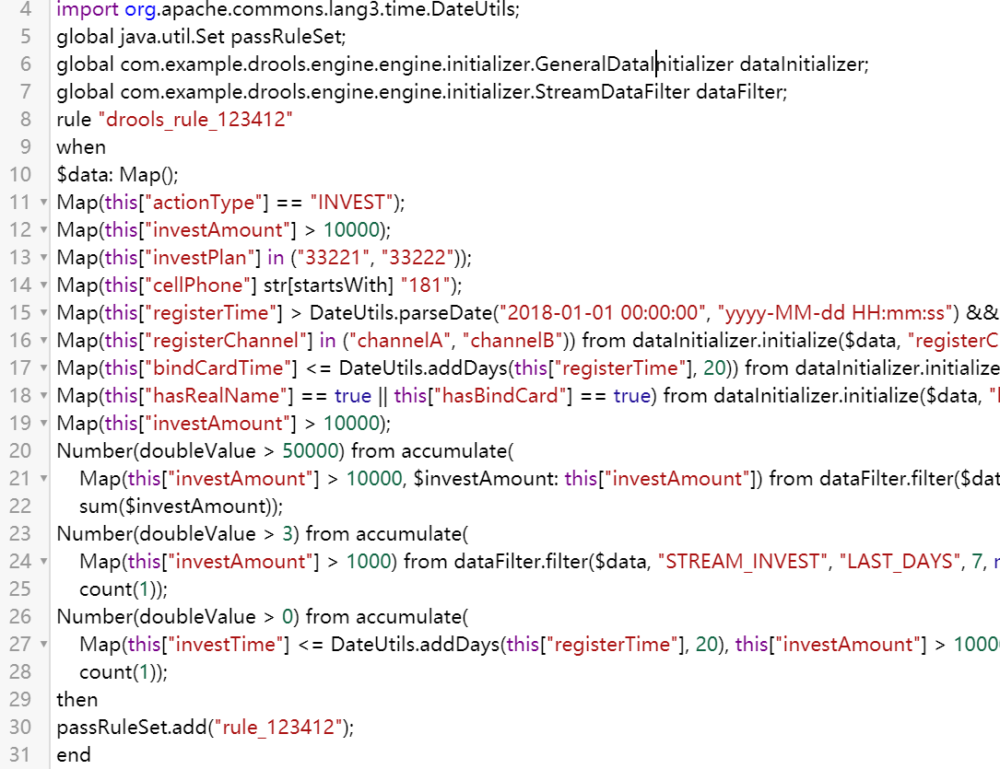 4 import org.apache.commons.lang3.time.DateUtils;
5 global java.util.Set passRuleSet;
6 global com.example.drools.engine.engine.initializer.GeneralDataInitializer dataInitializer;
7 global com.example.drools.engine.engine.initializer.StreamDataFilter dataFilter;
8 rule "drools_rule_123412"
9 when
10 $data: Map();
11 Map(this["actionType"] == "INVEST");
12 Map(this["investAmount"] > 10000);
13 Map(this["investPlan"] in ("33221", "33222"));
14 Map(this["cellPhone"] str[startsWith] "181");
15 Map(this["registerTime"] > DateUtils.parseDate("2018-01-01 00:00:00", "yyyy-MM-dd HH:mm:ss") &&
16 Map(this["registerChannel"] in ("channelA", "channelB")) from dataInitializer.initialize($data, "registerC
17 Map(this["bindCardTime"] <= DateUtils.addDays(this["registerTime"], 20)) from dataInitializer.initialize
18 Map(this["hasRealName"] == true || this["hasBindCard"] == true) from dataInitializer.initialize($data, "
19 Map(this["investAmount"] > 10000);
20 Number(doubleValue > 50000) from accumulate(
21 Map(this["investAmount"] > 10000, $investAmount: this["investAmount"]) from dataFilter.filter($dat
22 sum($investAmount));
23 Number(doubleValue > 3) from accumulate(
24 Map(this["investAmount"] > 1000) from dataFilter.filter($data, "STREAM_INVEST", "LAST_DAYS", 7,
25 count(1));
26 Number(doubleValue > 0) from accumulate(
27 Map(this["investTime"] <= DateUtils.addDays(this["registerTime"], 20), this["investAmount"] > 1000
28 count(1));
29 then
30 passRuleSet.add("rule_123412");
31 end